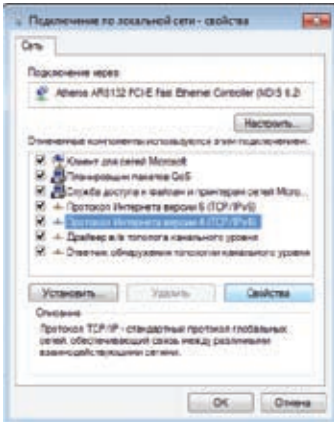 Подключение по локальной сети - свойства
Сеть
Подключение через:
Atheros AR8132 PCI-E Fast Ethernet Controller (NDIS 6.2
Настроить...
Отмеченные компоненты используются этим подключением:
Клиент для сетей Microsoft
Планировщик пакетов QoS
Служба доступа к файлам и принтерам сетей Micro...
Протокол Интернета версии 6 (TCP/IPv6)
Протокол Интернета версии 4 (TCP/IPv4)
Драйвер в/в тополога канального уровня
Ответчик обнаружения топологии канального уровня
Установить...
Удалить
Свойства
Описание
Протокол TCP/IP - стандартный протокол глобальных
сетей, обеспечивающий связь между различными
взаимодействующими сетями.
OK
Отмена